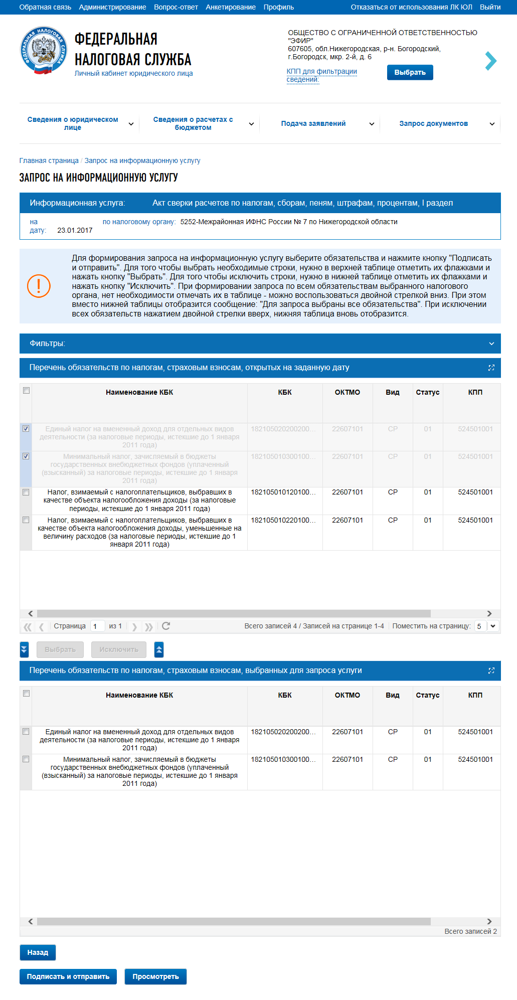 Обратная связь Администрирование Вопрос-ответ Анкетирование Профиль Отказаться от использования ЛК ЮЛ Выйти
ФЕДЕРАЛЬНАЯ НАЛОГОВАЯ СЛУЖБА
ФЕДЕРАЛЬНАЯ
НАЛОГОВАЯ СЛУЖБА
Личный кабинет юридического лица
ОБЩЕСТВО С ОГРАНИЧЕННОЙ ОТВЕТСТВЕННОСТЬЮ
"ЭФИР"
607605, обл.Нижегородская, р-н. Богородский,
г.Богородск, мкр. 2-й, д. 6
КПП для фильтрации
сведений:
Выбрать
Сведения о юридическом
лице
Сведения о расчетах с
бюджетом
Подача заявлений
Запрос документов
Главная страница / Запрос на информационную услугу
ЗАПРОС НА ИНФОРМАЦИОННУЮ УСЛУГУ
Информационная услуга: Акт сверки расчетов по налогам, сборам, пеням, штрафам, процентам, I раздел
на
дату: 23.01.2017
по налоговому органу: 5252-Межрайонная ИФНС России № 7 по Нижегородской области
Для формирования запроса на информационную услугу выберите обязательства и нажмите кнопку "Подписать
и отправить". Для того чтобы выбрать необходимые строки, нужно в верхней таблице отметить их флажками и
нажать кнопку "Выбрать". Для того чтобы исключить строки, нужно в нижней таблице отметить их флажками и
нажать кнопку "Исключить". При формировании запроса по всем обязательствам выбранного налогового
органа, нет необходимости отмечать их в таблице - можно воспользоваться двойной стрелкой вниз. При этом
вместо нижней таблицы отобразится сообщение: "Для запроса выбраны все обязательства". При исключении
всех обязательств нажатием двойной стрелки вверх, нижняя таблица вновь отобразится.
Фильтры:
Перечень обязательств по налогам, страховым взносам, открытых на заданную дату
Наименование КБК КБК ОКТМО Вид Статус КПП
Единый налог на вмененный доход для отдельных видов
деятельности (за налоговые периоды, истекшие до 1 января
2011 года)
182105020200200... 22607101 СР 01 524501001
Минимальный налог, зачисляемый в бюджеты
государственных внебюджетных фондов (уплаченный
(взысканный) за налоговые периоды, истекшие до 1 января
2011 года)
182105010300100... 22607101 СР 01 524501001
Налог, взимаемый с налогоплательщиков, выбравших в
качестве объекта налогообложения доходы (за налоговые
периоды, истекшие до 1 января 2011 года)
182105010120100... 22607101 СР 01 524501001
Налог, взимаемый с налогоплательщиков, выбравших в
качестве объекта налогообложения доходы, уменьшенные на
величину расходов (за налоговые периоды, истекшие до 1
января 2011 года)
182105010220100... 22607101 СР 01 524501001
Страница 1 из 1 Всего записей 4 / Записей на странице 1-4 Поместить на страницу: 5
Выбрать Исключить
Перечень обязательств по налогам, страховым взносам, выбранных для запроса услуги
Наименование КБК КБК ОКТМО Вид Статус КПП
Единый налог на вмененный доход для отдельных видов
деятельности (за налоговые периоды, истекшие до 1 января
2011 года)
182105020200200... 22607101 СР 01 524501001
Минимальный налог, зачисляемый в бюджеты
государственных внебюджетных фондов (уплаченный
(взысканный) за налоговые периоды, истекшие до 1 января
2011 года)
182105010300100... 22607101 СР 01 524501001
Всего записей 2
Назад
Подписать и отправить Просмотреть